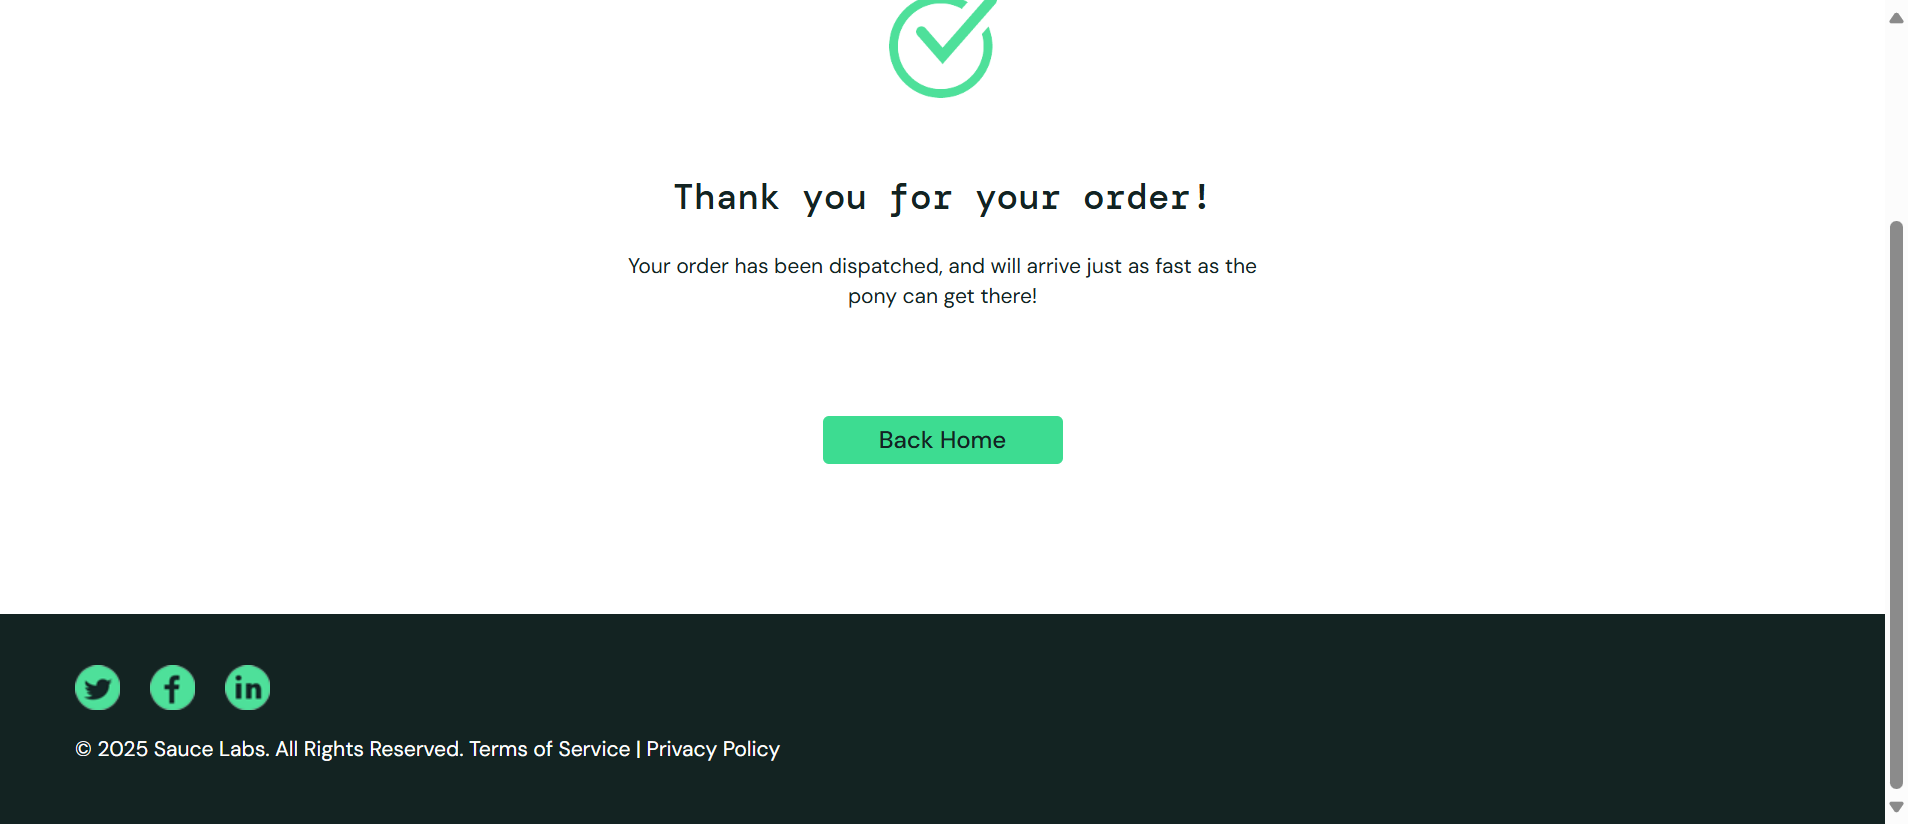 Thank you for your order!
Your order has been dispatched, and will arrive just as fast as the
pony can get there!
Back Home
© 2025 Sauce Labs. All Rights Reserved. Terms of Service | Privacy Policy